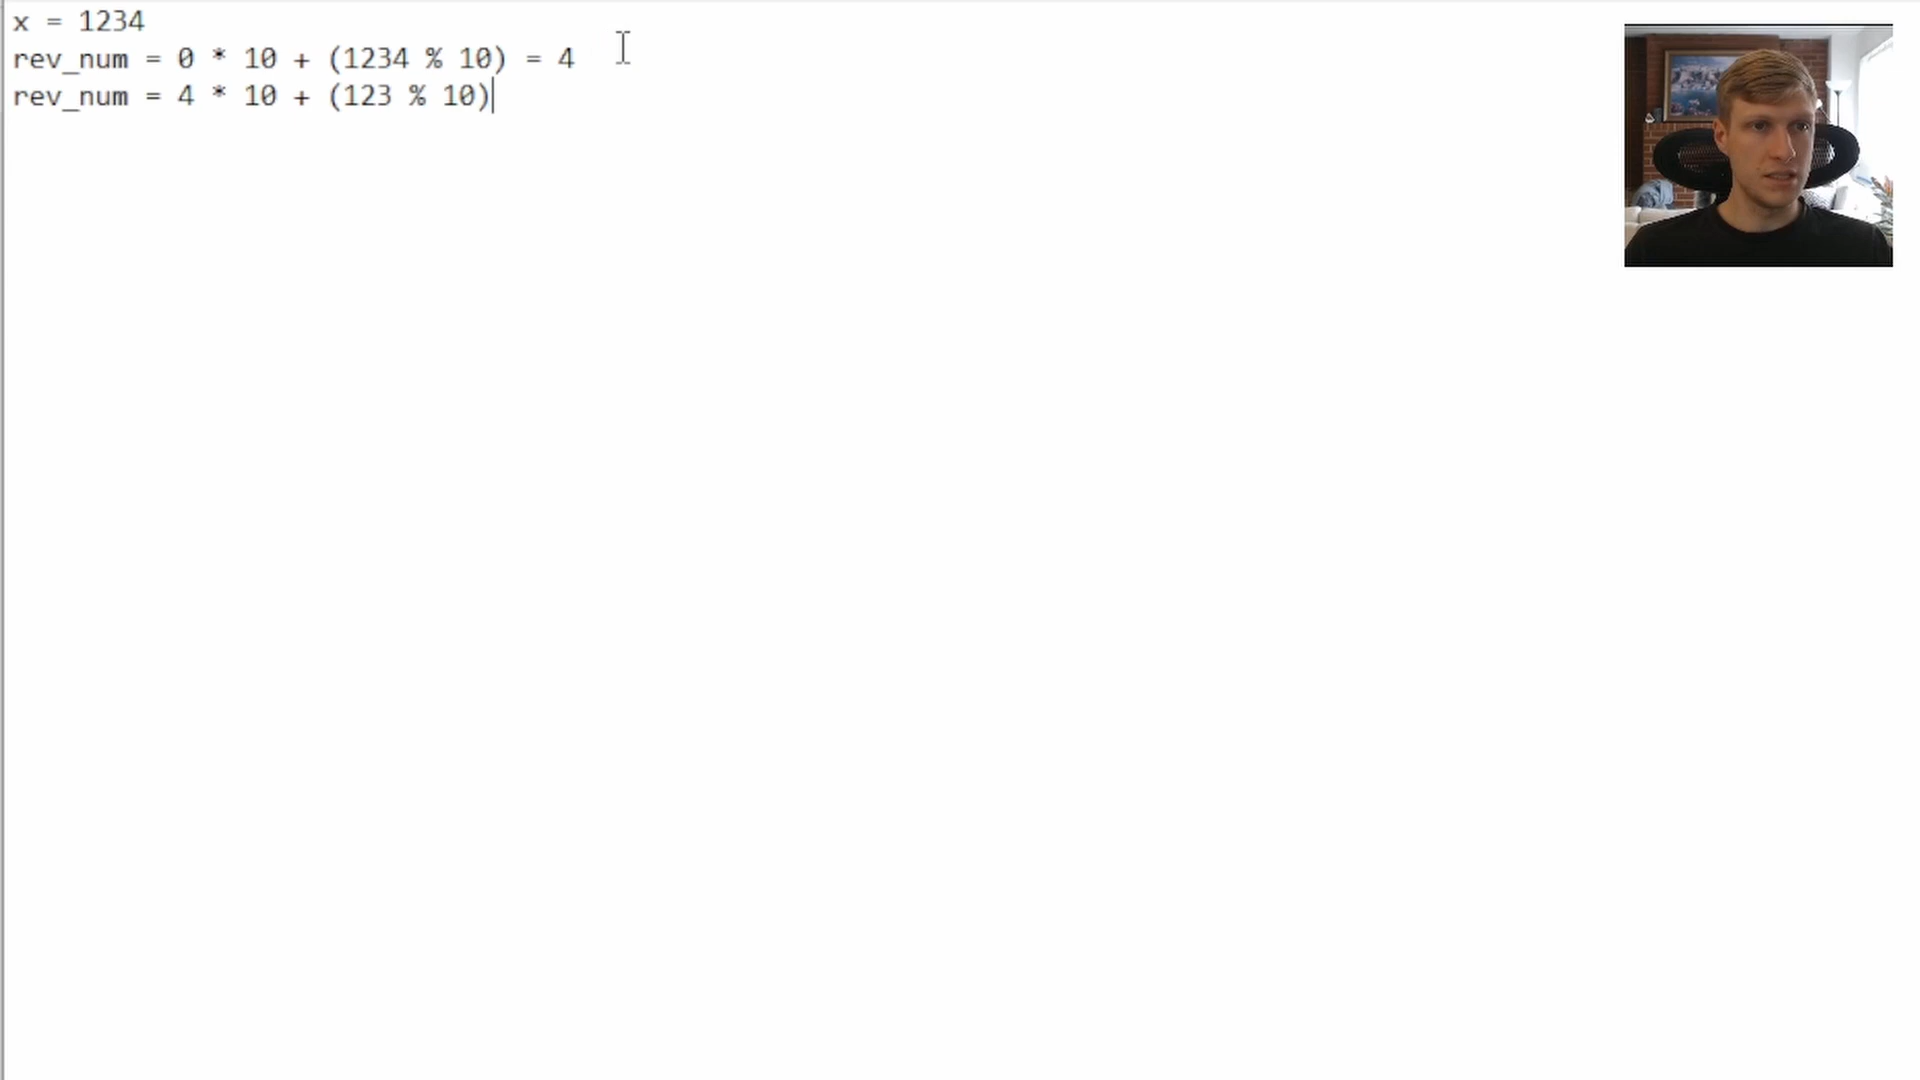 x = 1234
rev_num = 0 * 10 + (1234 % 10) = 4
rev_num = 4 * 10 + (123 % 10)